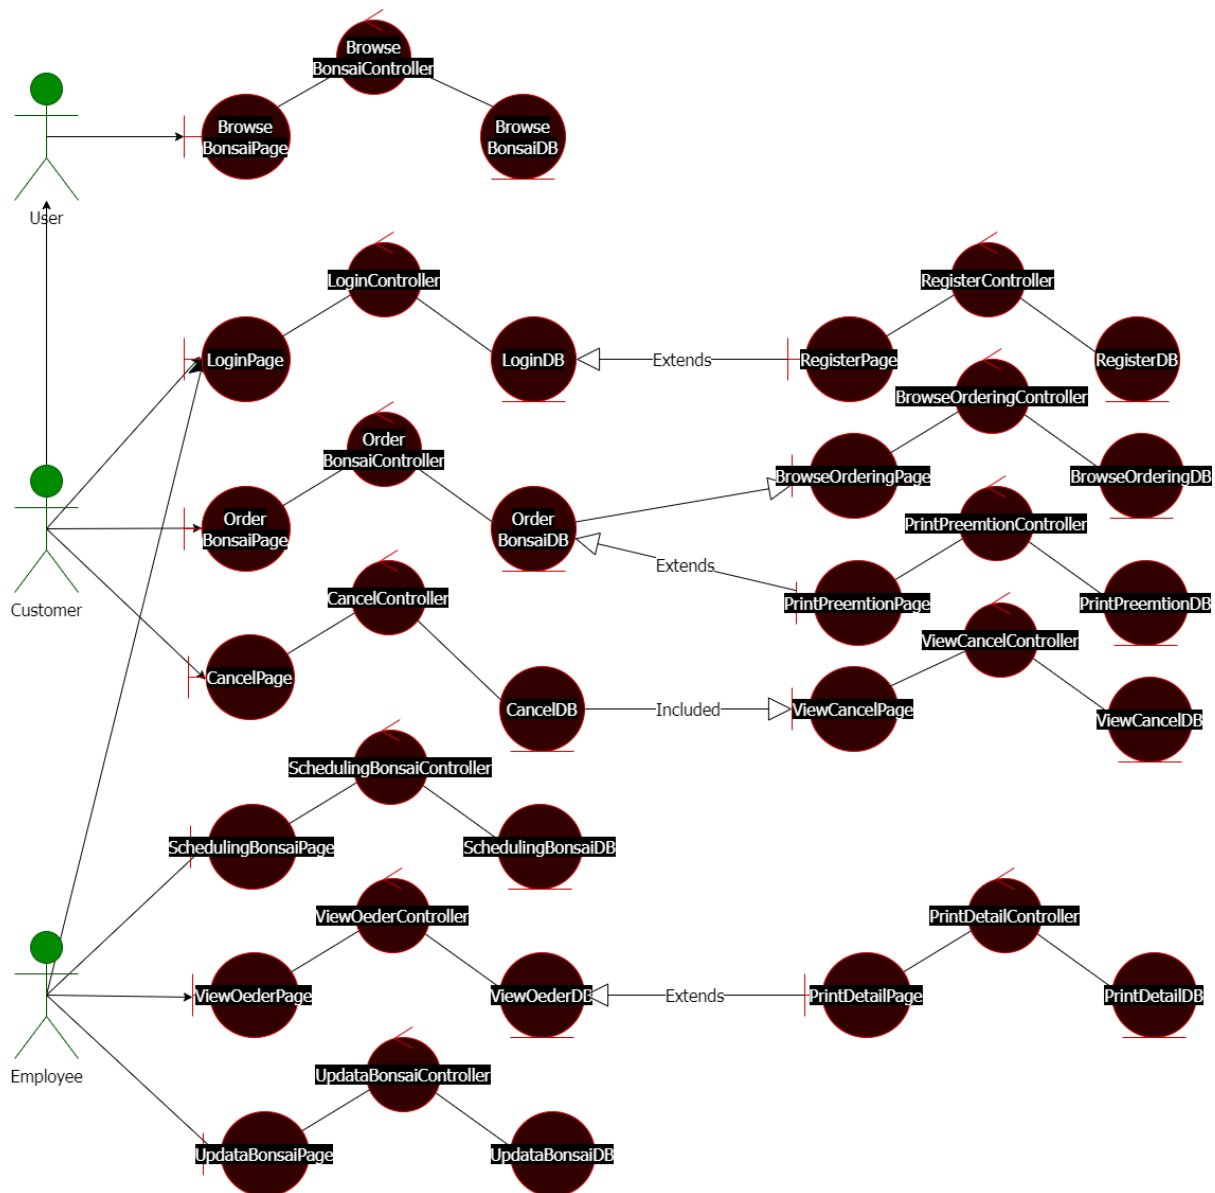 Browse
BonsaiController
Browse
BonsaiPage
Browse
BonsaiDB
User
LoginController
RegisterController
LoginPage
LoginDB
Extends
RegisterPage
RegisterDB
BrowseOrderingController
Order
BonsaiController
BrowseOrderingPage
BrowseOrderingDB
Order
BonsaiPage
Order
BonsaiDB
PrintPreemtionController
Extends
Customer
CancelController
PrintPreemtionPage
PrintPreemtionDB
ViewCancelController
CancelPage
CancelDB
Included
ViewCancelPage
ViewCancelDB
SchedulingBonsaiController
SchedulingBonsaiPage
SchedulingBonsaiDB
ViewOederController
PrintDetailController
ViewOederPage
ViewOederDB
Extends
PrintDetailPage
PrintDetailDB
Employee
UpdataBonsaiController
UpdataBonsaiPage
UpdataBonsaiDB